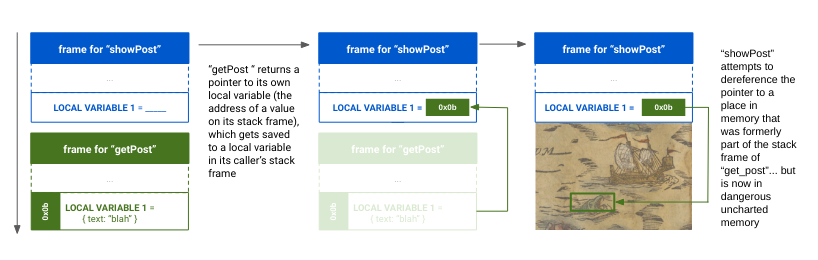 frame for “showPost”
...
LOCAL VARIABLE 1 = _____
frame for “getPost”
...
0x0b
LOCAL VARIABLE 1 =
{ text: “blah” }
“getPost ” returns a
pointer to its own
local variable (the
address of a value
on its stack frame),
which gets saved
to a local variable
in its caller’s stack
frame
frame for “showPost”
...
LOCAL VARIABLE 1 = 0x0b
frame for “getPost”
...
0x0b
LOCAL VARIABLE 1 =
{ text: “blah” }
frame for “showPost”
...
LOCAL VARIABLE 1 = 0x0b
“showPost”
attempts to
dereference the
pointer to a
place in
memory that
was formerly
part of the stack
frame of
“get_post”... but
is now in
dangerous
uncharted
memory